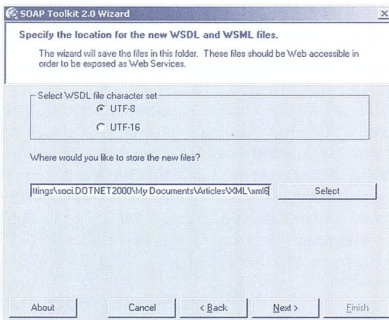 SOAP Toolkit 2.0 Wizard
Specify the location for the new WSDL and WSML files.
The wizard will save the files in this folder. These files should be Web accessible in
order to be exposed as Web Services.
Select WSDL file character set
UTF-8
UTF-16
Where would you like to store the new files?
ttings\soci.DOTNET2000\My Documents\Articles\XML\xml6
Select
About
Cancel
< Back
Next >
Finish